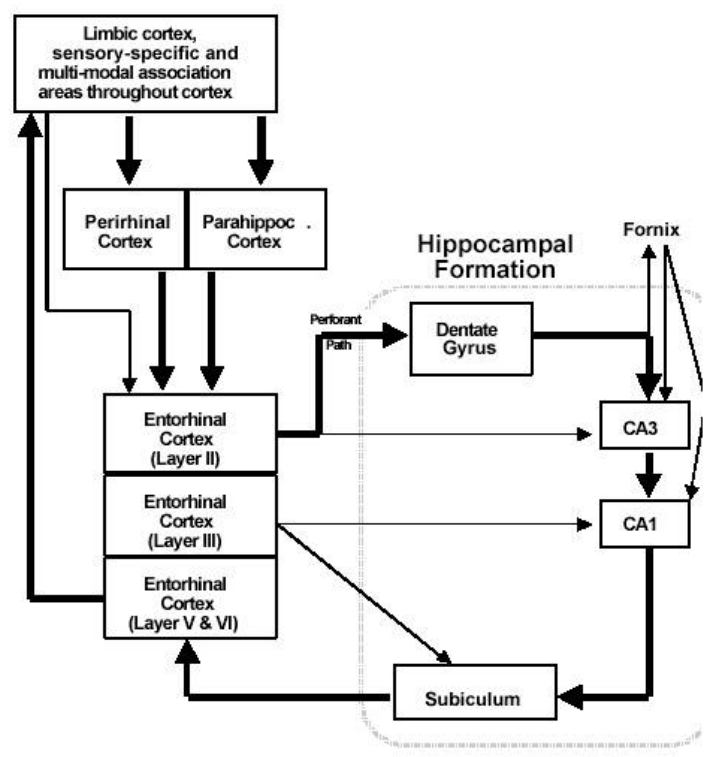 Limbic cortex,
sensory-specific and
multi-modal association
areas throughout cortex
Perirhinal
Cortex
Parahippoc .
Cortex
Hippocampal
Formation
Fornix
Perforant
Path
Dentate
Gyrus
Entorhinal
Cortex
(Layer II)
CA3
Entorhinal
Cortex
(Layer III)
CA1
Entorhinal
Cortex
(Layer V & VI)
Subiculum